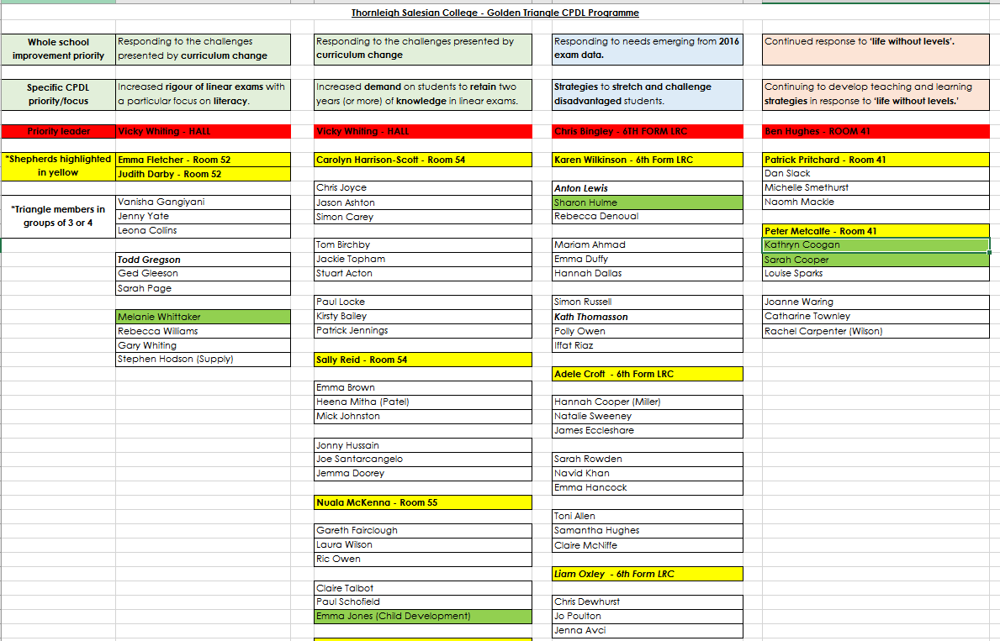 Thornleigh Salesian College - Golden Triangle CPDL Programme
Whole school
improvement priority
Responding to the challenges
presented by curriculum change
Responding to the challenges presented by
curriculum change
Responding to needs emerging from 2016
exam data.
Continued response to ‘life without levels’.
Specific CPDL
priority/focus
Increased rigour of linear exams with
a particular focus on literacy.
Increased demand on students to retain two
years (or more) of knowledge in linear exams.
Strategies to stretch and challenge
disadvantaged students.
Continuing to develop teaching and learning
strategies in response to ‘life without levels.’
Priority leader
Vicky Whiting - HALL
Vicky Whiting - HALL
Chris Bingley - 6TH FORM LRC
Ben Hughes - ROOM 41
*Shepherds highlighted
in yellow
Emma Fletcher - Room 52
Judith Darby - Room 52
*Triangle members in
groups of 3 or 4
Vanisha Gangiyani
Jenny Yate
Leona Collins
Todd Gregson
Ged Gleeson
Sarah Page
Melanie Whittaker
Rebecca Williams
Gary Whiting
Stephen Hodson (Supply)
Carolyn Harrison-Scott - Room 54
Chris Joyce
Jason Ashton
Simon Carey
Tom Birchby
Jackie Topham
Stuart Acton
Paul Locke
Kirsty Bailey
Patrick Jennings
Sally Reid - Room 54
Emma Brown
Heena Mitha (Patel)
Mick Johnston
Jonny Hussain
Joe Santarcangelo
Jemma Doorey
Nuala McKenna - Room 55
Gareth Fairclough
Laura Wilson
Ric Owen
Claire Talbot
Paul Schofield
Emma Jones (Child Development)
Karen Wilkinson - 6th Form LRC
Anton Lewis
Sharon Hulme
Rebecca Denoual
Mariam Ahmad
Emma Duffy
Hannah Dallas
Simon Russell
Kath Thomasson
Polly Owen
Iffat Riaz
Adele Croft - 6th Form LRC
Hannah Cooper (Miller)
Natalie Sweeney
James Eccleshare
Sarah Rowden
Navid Khan
Emma Hancock
Toni Allen
Samantha Hughes
Claire McNiffe
Liam Oxley - 6th Form LRC
Chris Dewhurst
Jo Poulton
Jenna Avci
Patrick Pritchard - Room 41
Dan Slack
Michelle Smethurst
Naomh Mackle
Peter Metcalfe - Room 41
Kathryn Coogan
Sarah Cooper
Louise Sparks
Joanne Waring
Catharine Townley
Rachel Carpenter (Wilson)